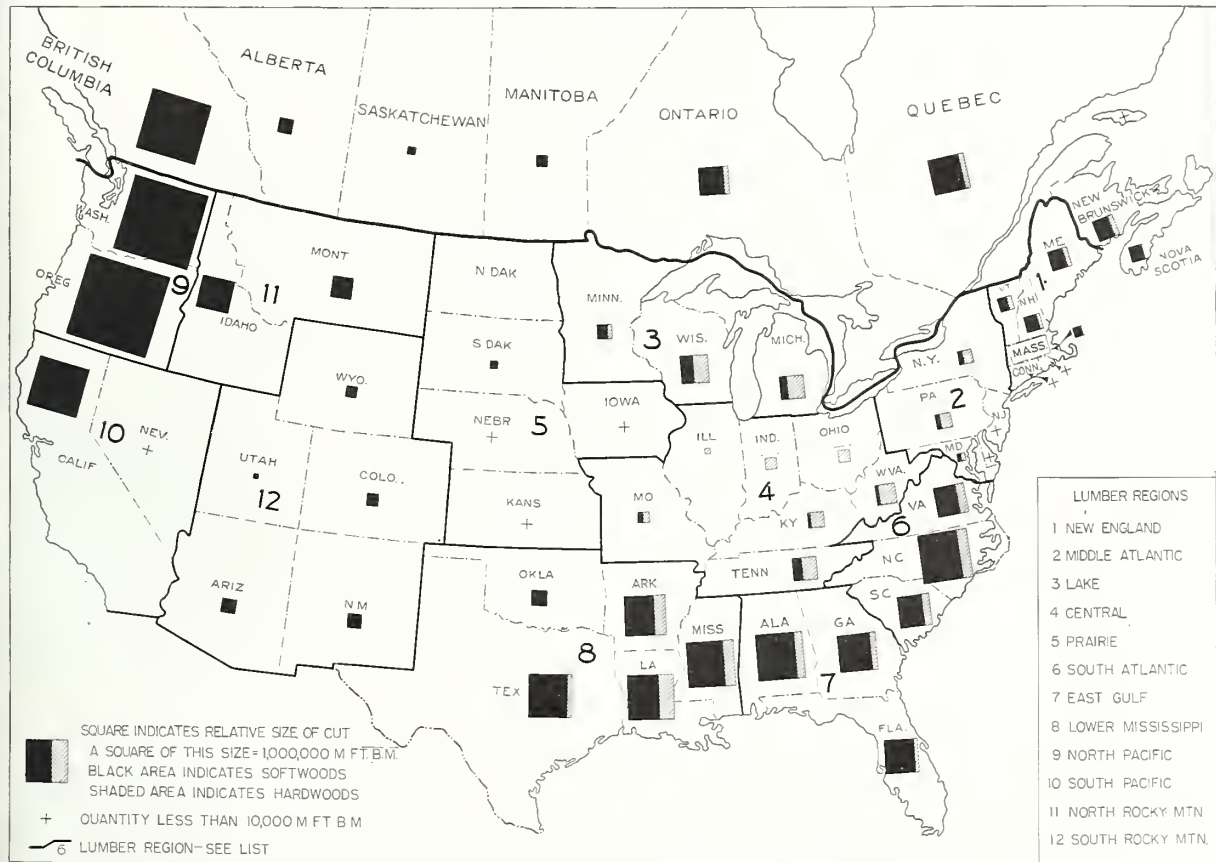 BRITISH
COLUMBIA
ALBERTA
SASKATCHEWAN
MANITOBA
ONTARIO
QUEBEC
NEW
BRUNSWICK
NOVA
SCOTIA
WASH.
OREG
9
11
MONT
IDAHO
N DAK
S DAK
MINN.
3
WIS.
MICH.
ME
1
VT
N H
MASS
CONN.
N.Y.
PA
2
NJ
MD
WYO.
NEBR
5
IOWA
ILL
IND.
OHIO
4
W VA.
VA
6
KY
10
NEV.
CALIF
UTAH
12
COLO.
KANS
MO
TENN
NC
SC
ARIZ
N M
OKLA
ARK
MISS
ALA
GA
7
8
LA
TEX
FLA.
SQUARE INDICATES RELATIVE SIZE OF CUT
A SQUARE OF THIS SIZE = 1,000,000 M FT. B.M.
BLACK AREA INDICATES SOFTWOODS
SHADED AREA INDICATES HARDWOODS
+ QUANTITY LESS THAN 10,000 M FT B M
6 LUMBER REGION-SEE LIST
LUMBER REGIONS
1 NEW ENGLAND
2 MIDDLE ATLANTIC
3 LAKE
4 CENTRAL
5 PRAIRIE
6 SOUTH ATLANTIC
7 EAST GULF
8 LOWER MISSISSIPPI
9 NORTH PACIFIC
10 SOUTH PACIFIC
11 NORTH ROCKY MTN
12 SOUTH ROCKY MTN.